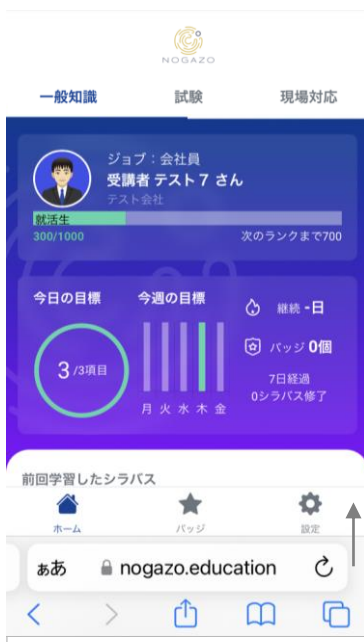 NOGAZO
一般知識 試験 現場対応
ジョブ：会社員
受講者 テスト７ さん
テスト会社
就活生
300/1000 次のランクまで700
今日の目標 今週の目標
継続 -日
バッジ 0個
3 /3項目
7日経過
0シラバス修了
月 火 水 木 金
前回学習したシラバス
ホーム バッジ 設定
ぁあ nogazo.education